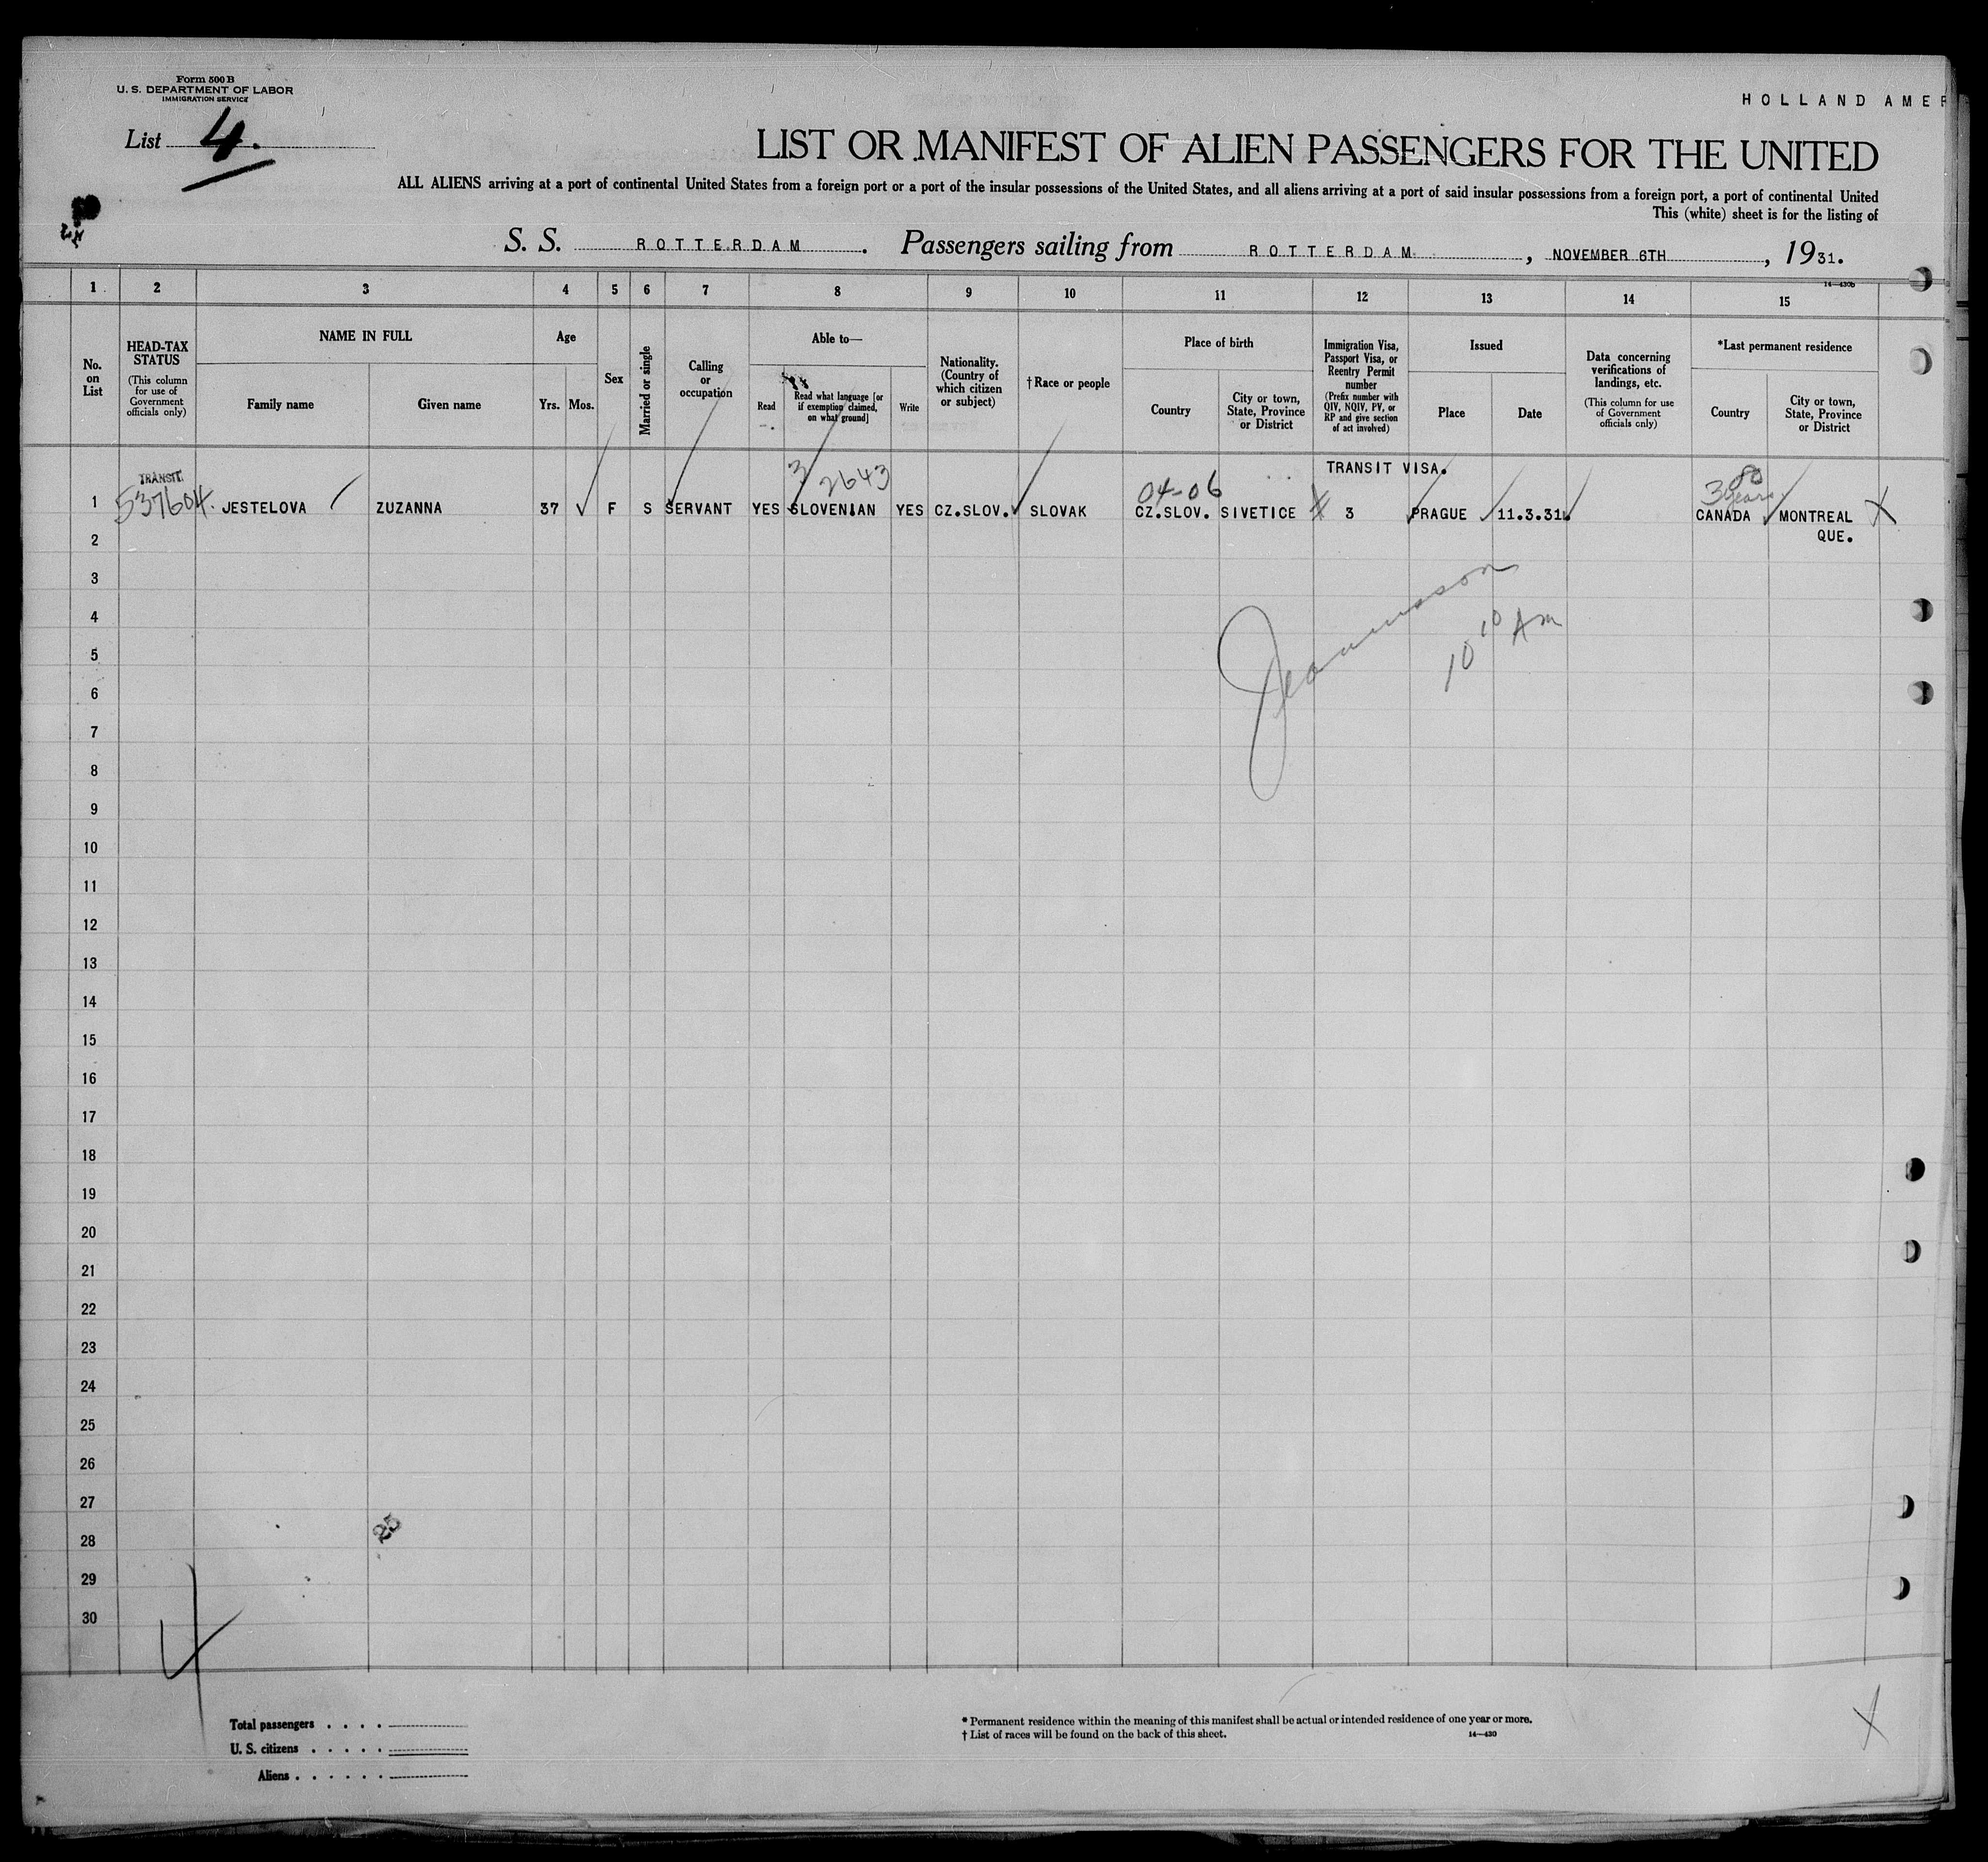 Form 500 B
U. S. DEPARTMENT OF LABOR
IMMIGRATION SERVICE
HOLLAND AMER
List 4.
LIST OR MANIFEST OF ALIEN PASSENGERS FOR THE UNITED
ALL ALIENS arriving at a port of continental United States from a foreign port or a port of the insular possessions of the United States, and all aliens arriving at a port of said insular possessions from a foreign port, a port of continental United
This (white) sheet is for the listing of
S. S. ROTTERDAM. Passengers sailing from ROTTERDAM, NOVEMBER 6TH, 1931.
14—430b
1 2 3 4 5 6 7 8 9 10 11 12 13 14 15
No. on List
HEAD-TAX STATUS (This column for use of Government officials only)
NAME IN FULL
Family name Given name
Age
Yrs. Mos.
Sex
Married or single
Calling or occupation
Able to—
Read
Read what language [or if exemption claimed, on what ground]
Write
Nationality. (Country of which citizen or subject)
†Race or people
Place of birth
Country
City or town, State, Province or District
Immigration Visa, Passport Visa, or Reentry Permit number (Prefix number with QIV, NQIV, PV, or RP and give section of act involved)
Issued
Place Date
Data concerning verifications of landings, etc. (This column for use of Government officials only)
*Last permanent residence
Country
City or town, State, Province or District
TRANSIT 3/2643 04-06 TRANSIT VISA. 80
537604. 3 years
1 JESTELOVA ZUZANNA 37 F S SERVANT YES SLOVENIAN YES CZ.SLOV. SLOVAK CZ.SLOV. SIVETICE 3 PRAGUE 11.3.31. CANADA MONTREAL
2 QUE.
3
4
10 10 AM
5
6
7
8
9
10
11
12
13
14
15
16
17
18
19
20
21
22
23
24
25
26
27
28 25
29
30
4
Total passengers . . . .
U. S. citizens . . . . .
Aliens . . . . . .
* Permanent residence within the meaning of this manifest shall be actual or intended residence of one year or more.
† List of races will be found on the back of this sheet. 14—430